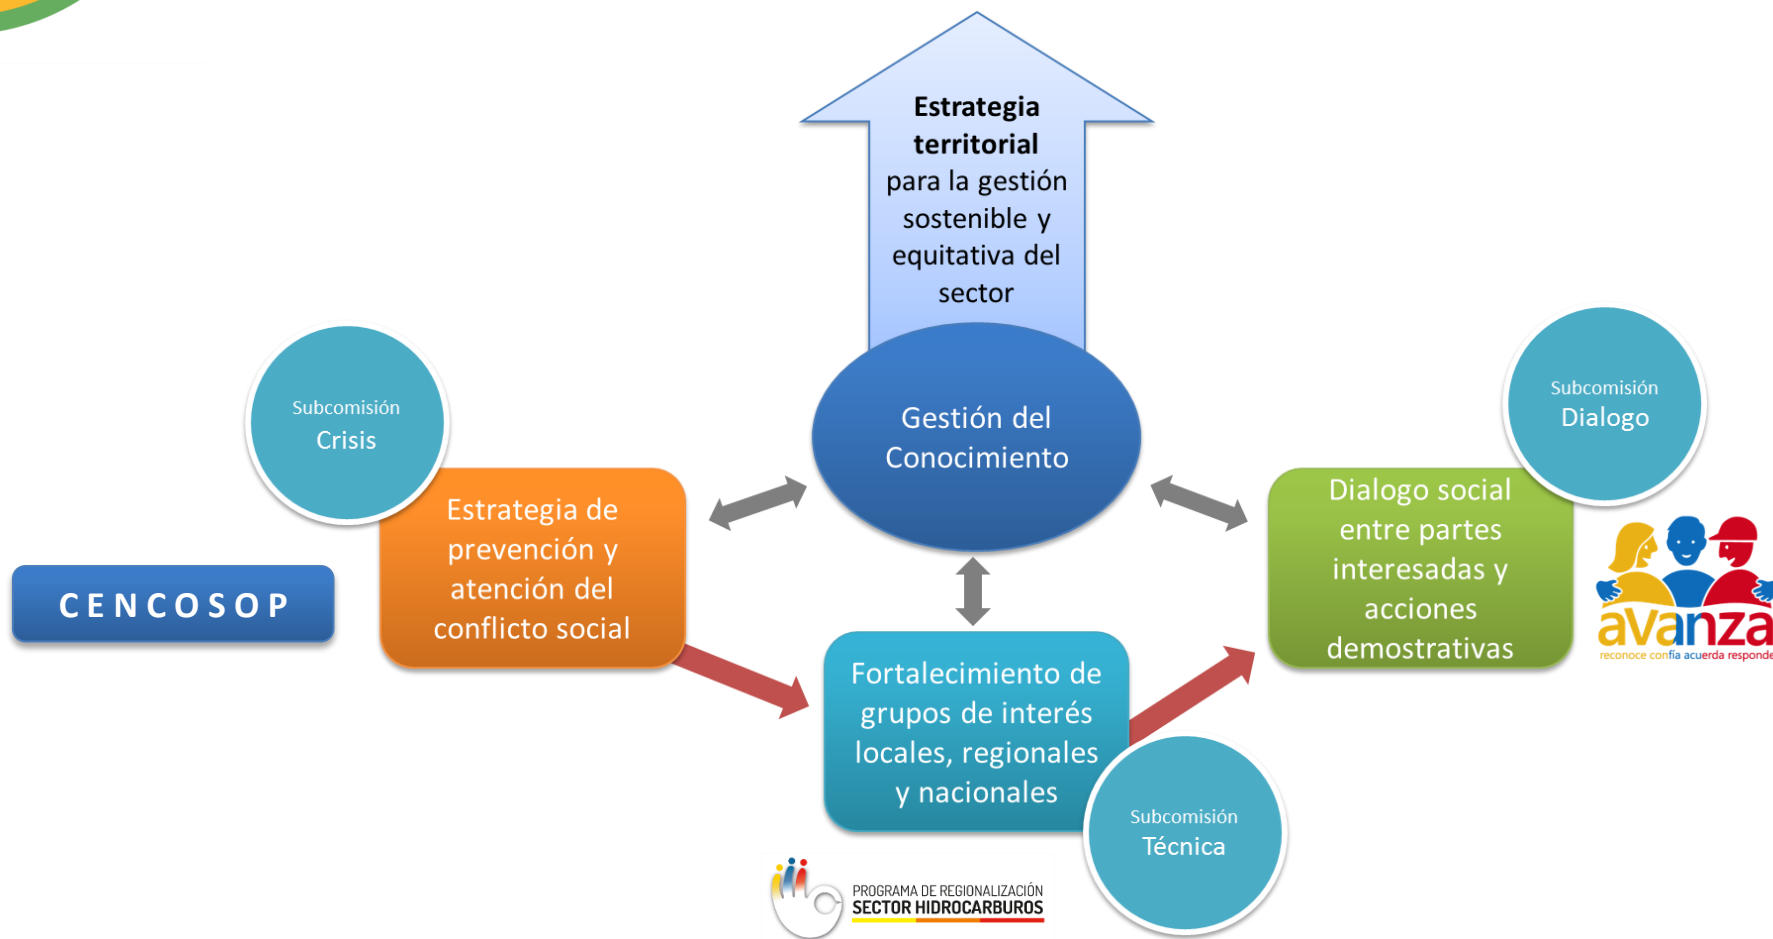 Estrategia
territorial
para la gestión
sostenible y
equitativa del
sector
Gestión del
Conocimiento
Subcomisión
Crisis
Estrategia de
prevención y
atención del
conflicto social
CENCOSOP
Fortalecimiento de
grupos de interés
locales, regionales
y nacionales
Subcomisión
Técnica
PROGRAMA DE REGIONALIZACIÓN
SECTOR HIDROCARBUROS
Subcomisión
Dialogo
Dialogo social
entre partes
interesadas y
acciones
demostrativas
avanza
reconoce confía acuerda responde